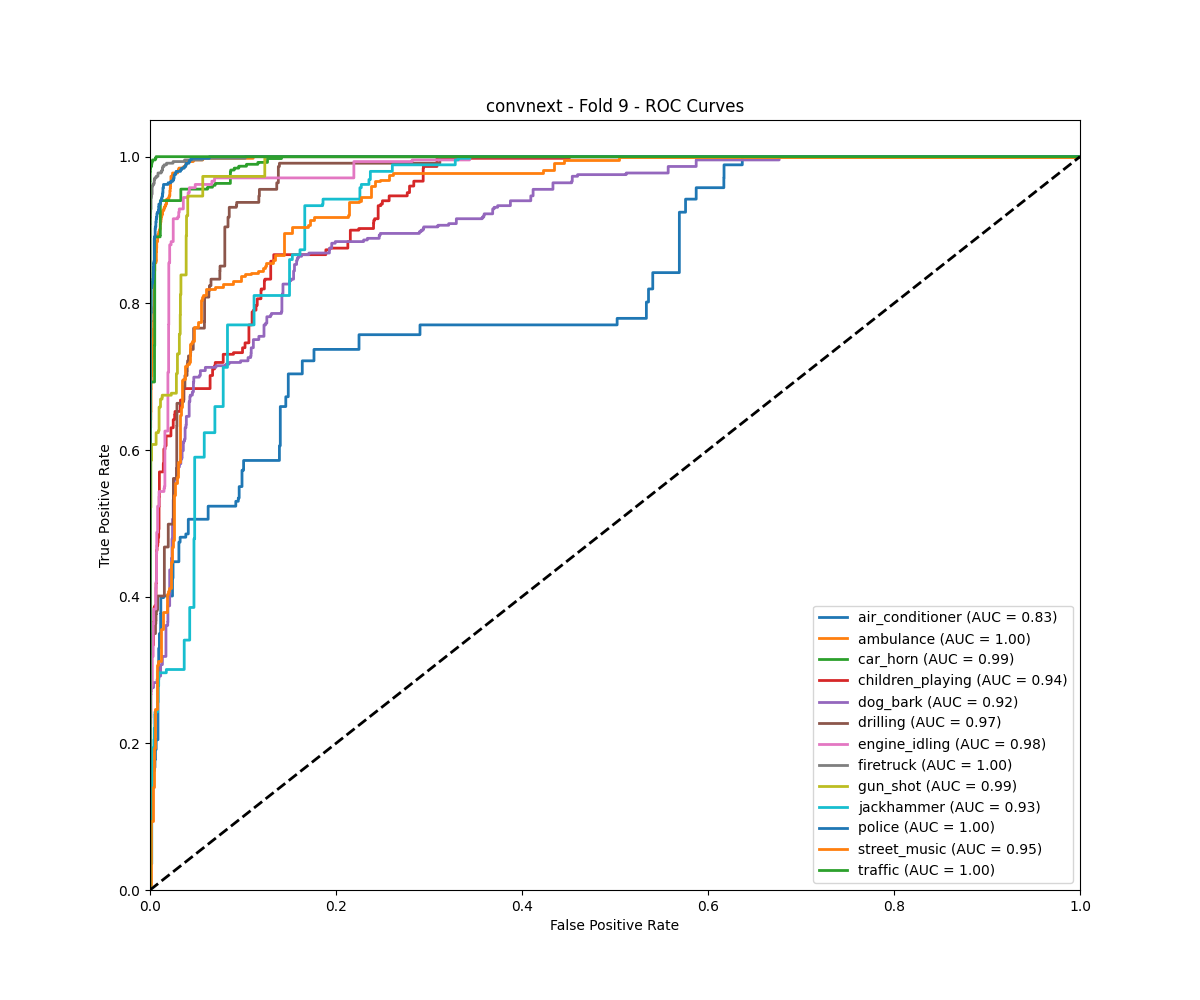 convnext - Fold 9 - ROC Curves
True Positive Rate
1.0
0.8
0.6
0.4
0.2
0.0
air_conditioner (AUC = 0.83)
ambulance (AUC = 1.00)
car_horn (AUC = 0.99)
children_playing (AUC = 0.94)
dog_bark (AUC = 0.92)
drilling (AUC = 0.97)
engine_idling (AUC = 0.98)
firetruck (AUC = 1.00)
gun_shot (AUC = 0.99)
jackhammer (AUC = 0.93)
police (AUC = 1.00)
street_music (AUC = 0.95)
traffic (AUC = 1.00)
0.0 0.2 0.4 0.6 0.8 1.0
False Positive Rate